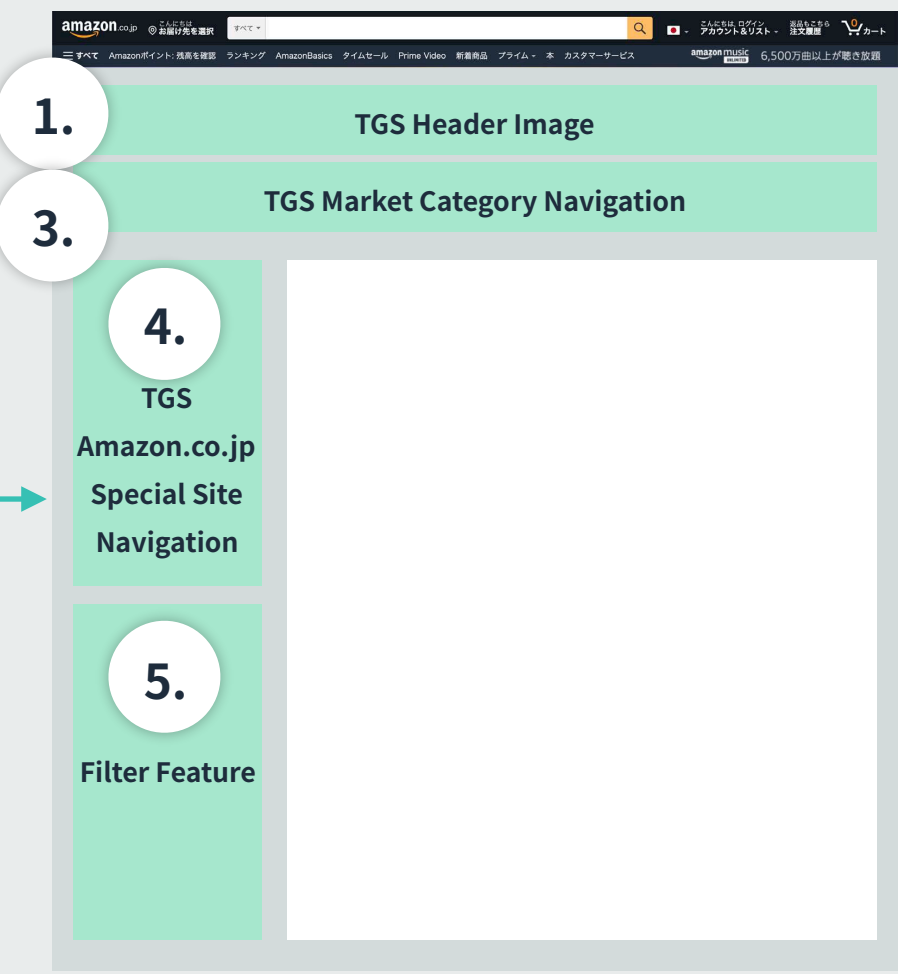 amazon.co.jp こんにちは お届け先を選択 すべて こんにちは, ログイン アカウント&リスト 返品もこちら 注文履歴 0 カート
すべて Amazonポイント: 残高を確認 ランキング AmazonBasics タイムセール Prime Video 新着商品 プライム 本 カスタマーサービス amazon music UNLIMITED 6,500万曲以上が聴き放題
1.
TGS Header Image
3.
TGS Market Category Navigation
4.
TGS
Amazon.co.jp
Special Site
Navigation
5.
Filter Feature